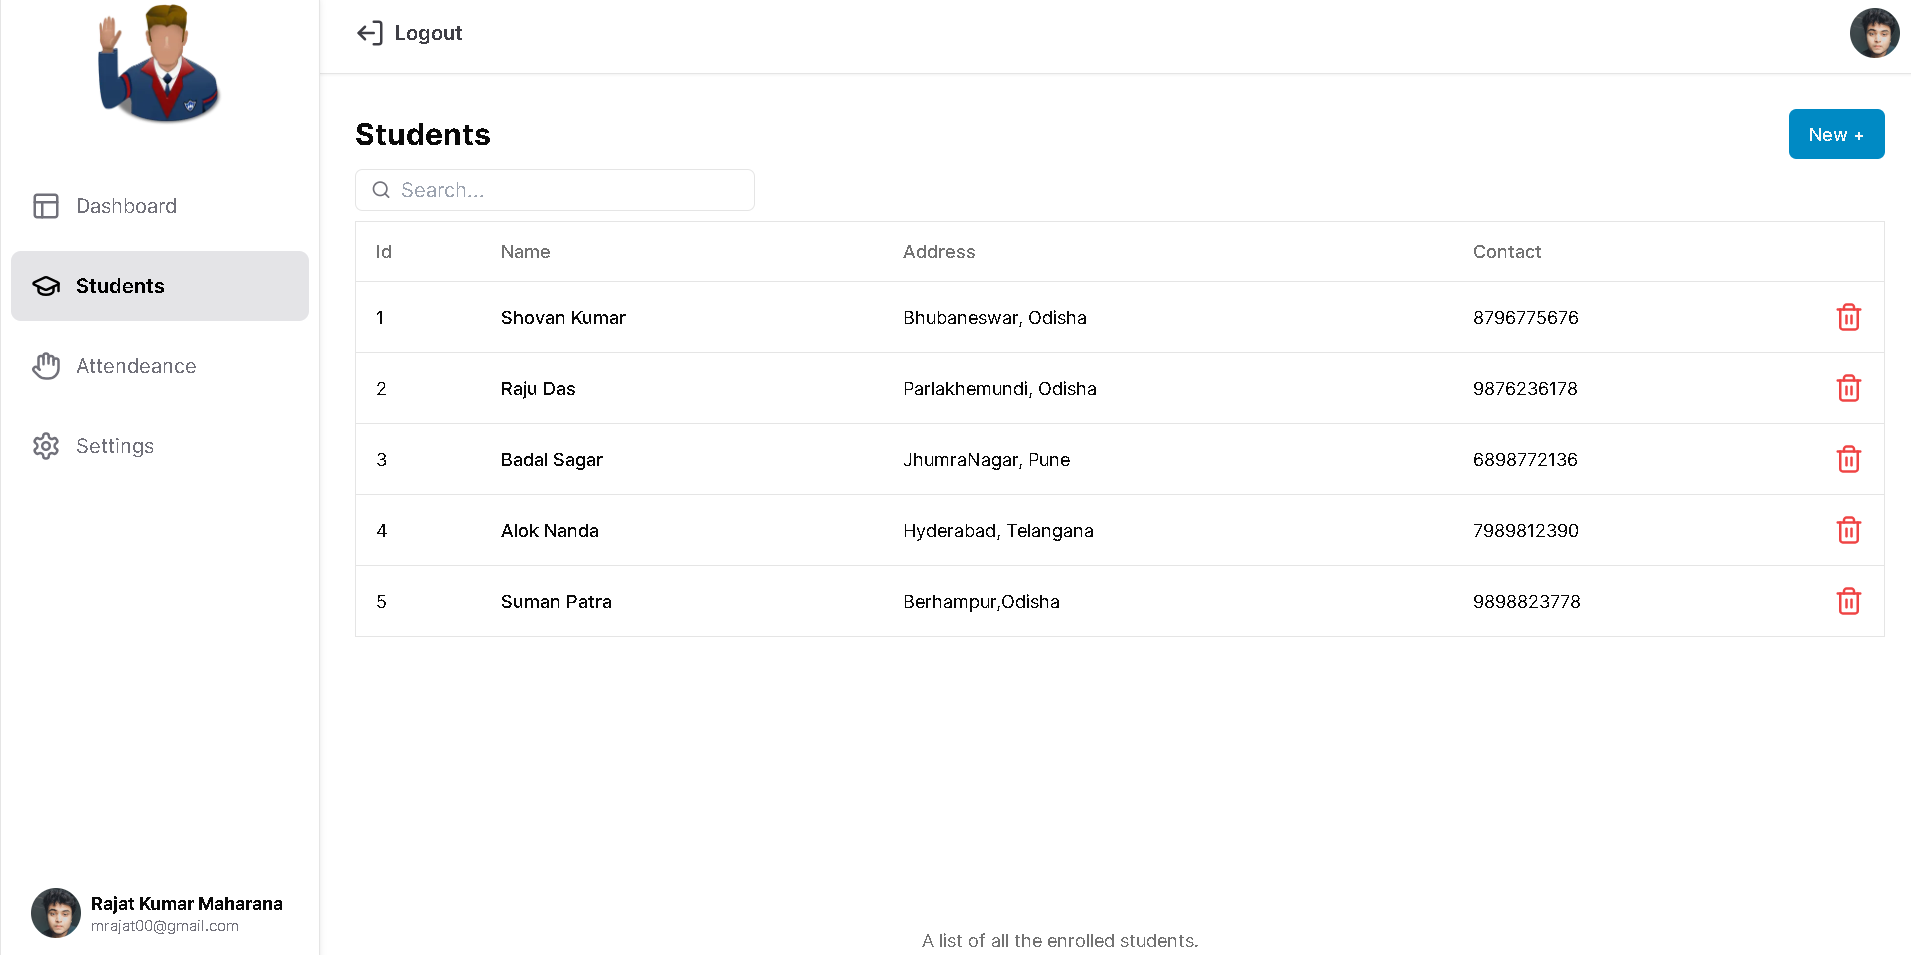 Logout
Dashboard
Students
Attendeance
Settings
Rajat Kumar Maharana
mrajat00@gmail.com
Students
New +
Search...
Id Name Address Contact
1 Shovan Kumar Bhubaneswar, Odisha 8796775676
2 Raju Das Parlakhemundi, Odisha 9876236178
3 Badal Sagar JhumraNagar, Pune 6898772136
4 Alok Nanda Hyderabad, Telangana 7989812390
5 Suman Patra Berhampur,Odisha 9898823778
A list of all the enrolled students.